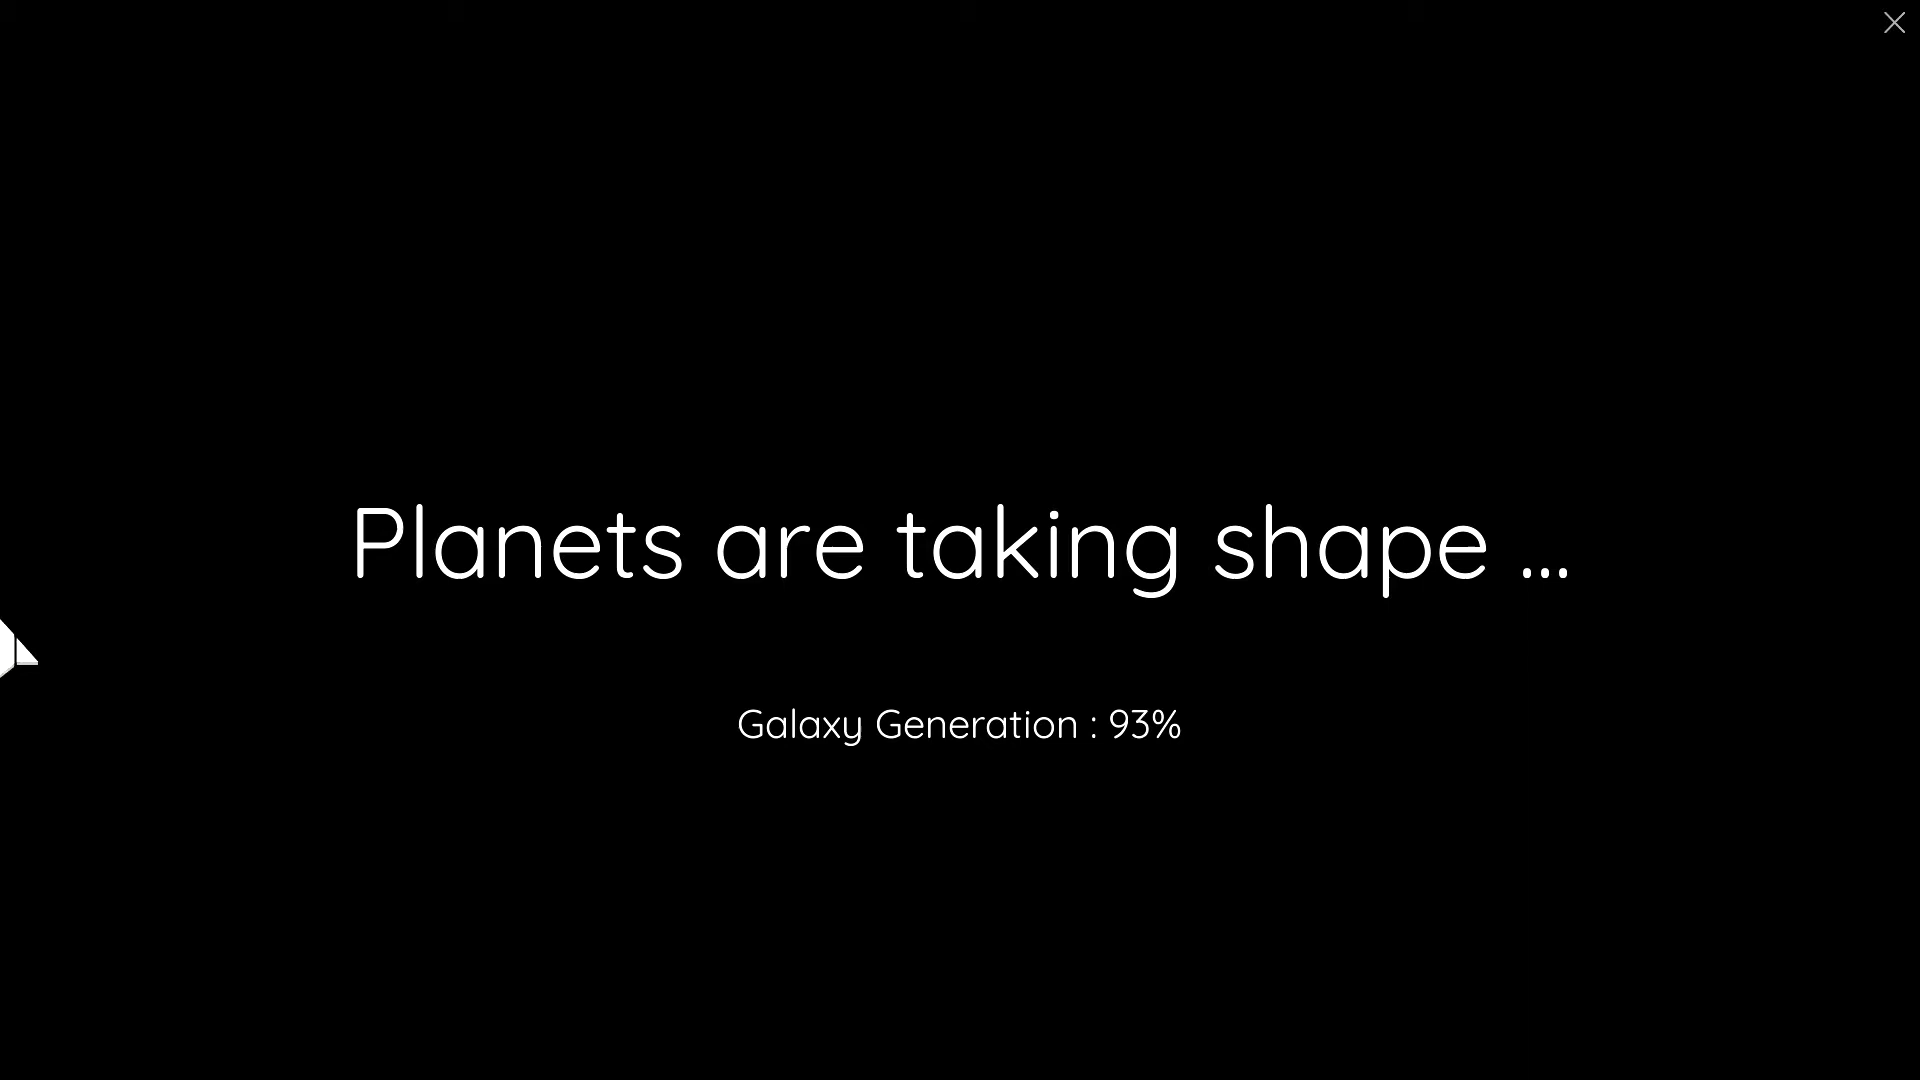 Planets are taking shape ...
Galaxy Generation : 93%